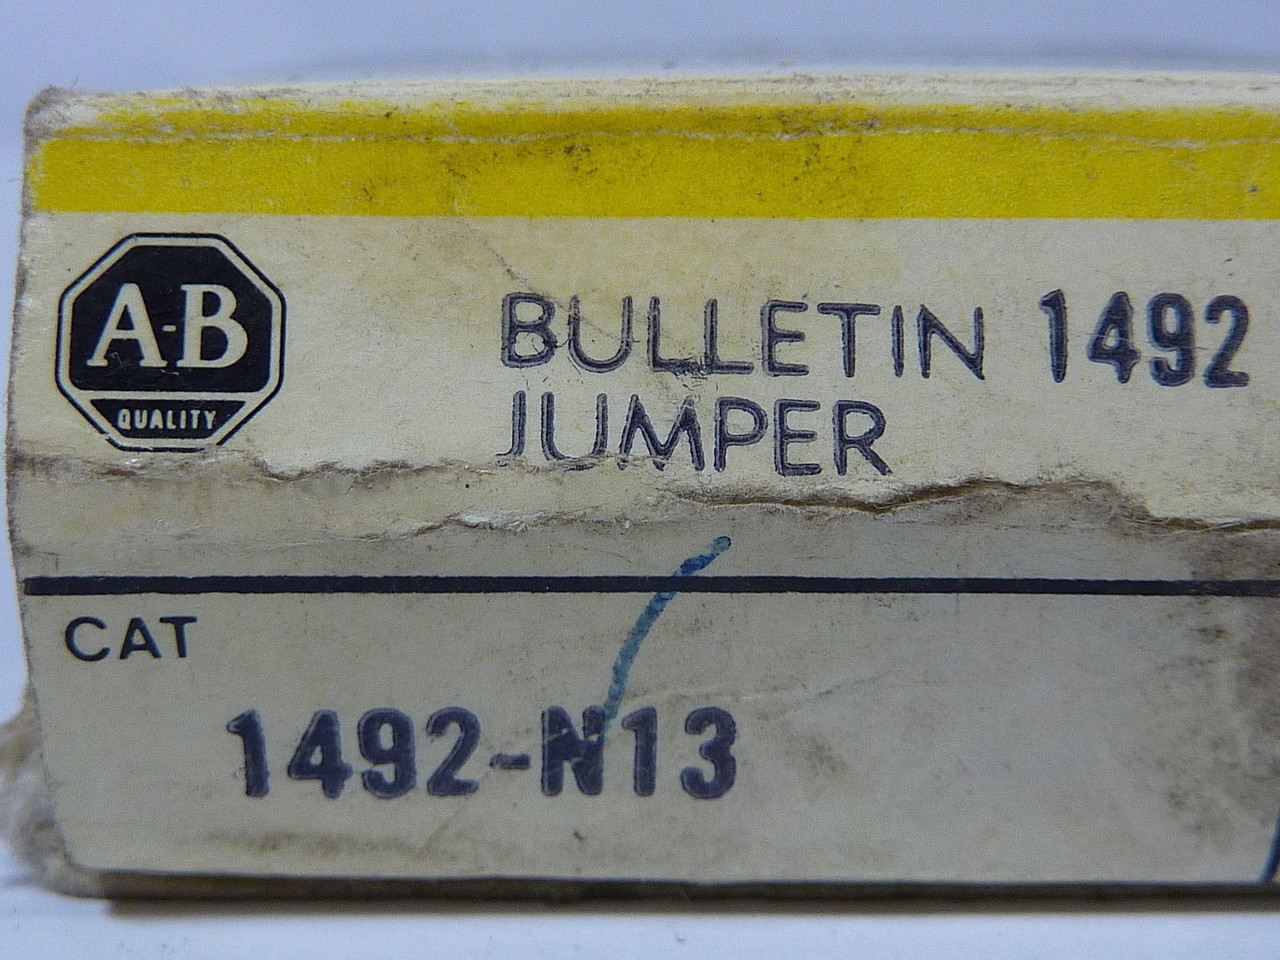 A-B
QUALITY
BULLETIN 1492
JUMPER
CAT
1492-N13